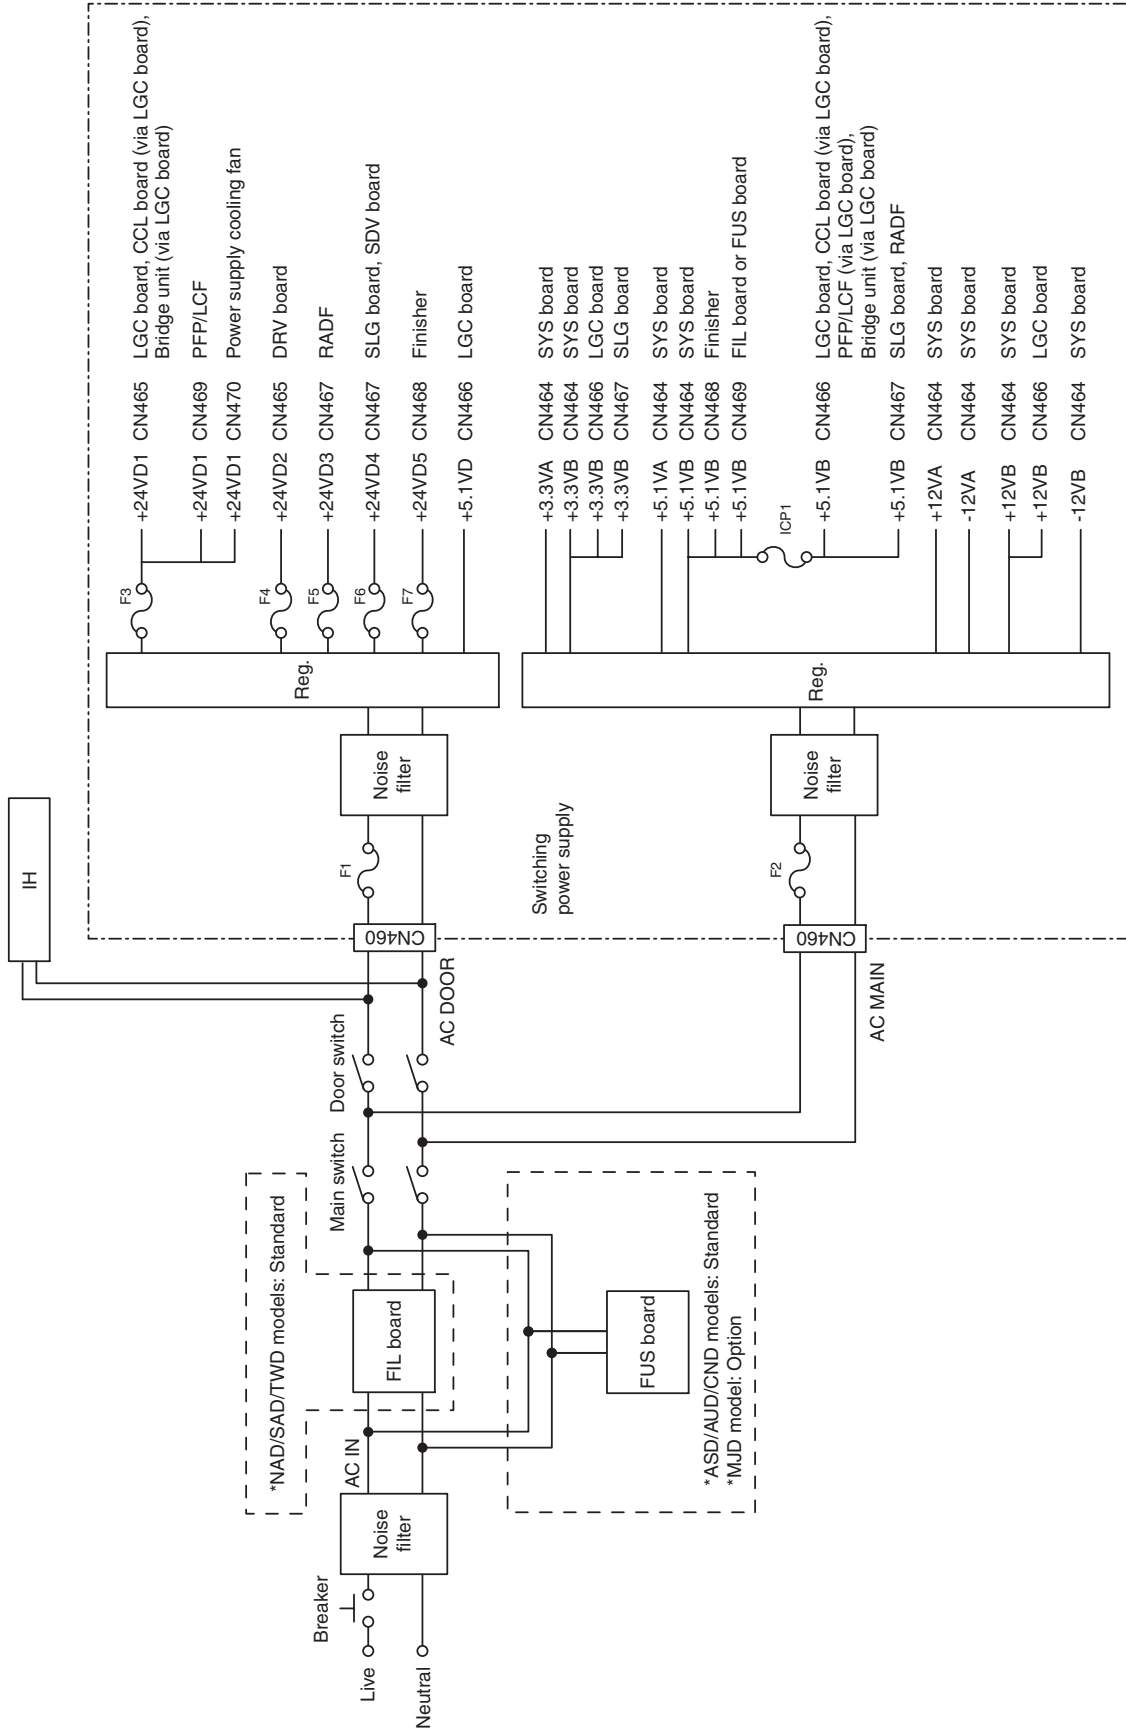 Live
Neutral
Breaker
Noise
filter
AC IN
*NAD/SAD/TWD models: Standard
FIL board
FUS board
*ASD/AUD/CND models: Standard
*MJD model: Option
Main switch
Door switch
AC DOOR
AC MAIN
IH
CN460
CN460
Switching
power supply
F1
Noise
filter
F2
Noise
filter
Reg.
Reg.
F3
F4
F5
F6
F7
+24VD1 CN465 LGC board, CCL board (via LGC board),
Bridge unit (via LGC board)
+24VD1 CN469 PFP/LCF
+24VD1 CN470 Power supply cooling fan
+24VD2 CN465 DRV board
+24VD3 CN467 RADF
+24VD4 CN467 SLG board, SDV board
+24VD5 CN468 Finisher
+5.1VD CN466 LGC board
+3.3VA CN464 SYS board
+3.3VB CN464 SYS board
+3.3VB CN466 LGC board
+3.3VB CN467 SLG board
+5.1VA CN464 SYS board
+5.1VB CN464 SYS board
+5.1VB CN468 Finisher
+5.1VB CN469 FIL board or FUS board
ICP1
+5.1VB CN466 LGC board, CCL board (via LGC board),
PFP/LCF (via LGC board),
Bridge unit (via LGC board)
+5.1VB CN467 SLG board, RADF
+12VA CN464 SYS board
-12VA CN464 SYS board
+12VB CN464 SYS board
+12VB CN466 LGC board
-12VB CN464 SYS board